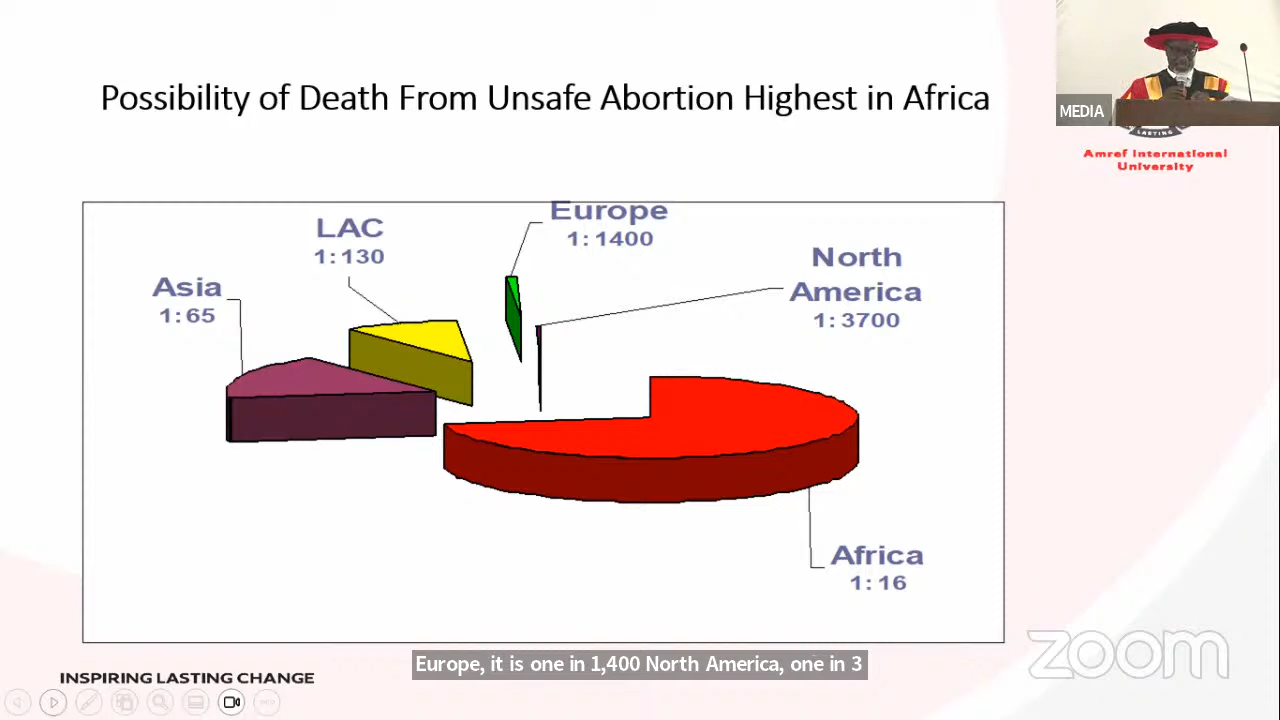 Possibility of Death From Unsafe Abortion Highest in Africa
MEDIA
LASTING
Amref International
University
Europe
1:1400
LAC
1:130
North
America
1:3700
Asia
1:65
Africa
1:16
Europe, it is one in 1,400 North America, one in 3
INSPIRING LASTING CHANGE
zoom